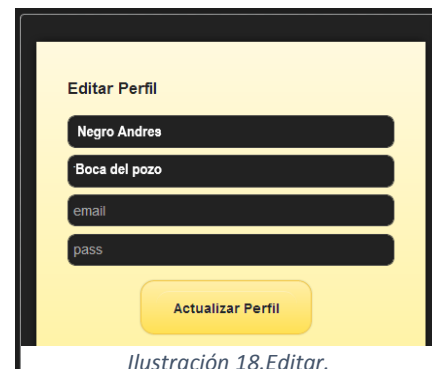 Editar Perfil
Negro Andres
Boca del pozo
email
pass
Actualizar Perfil
Ilustración 18.Editar.